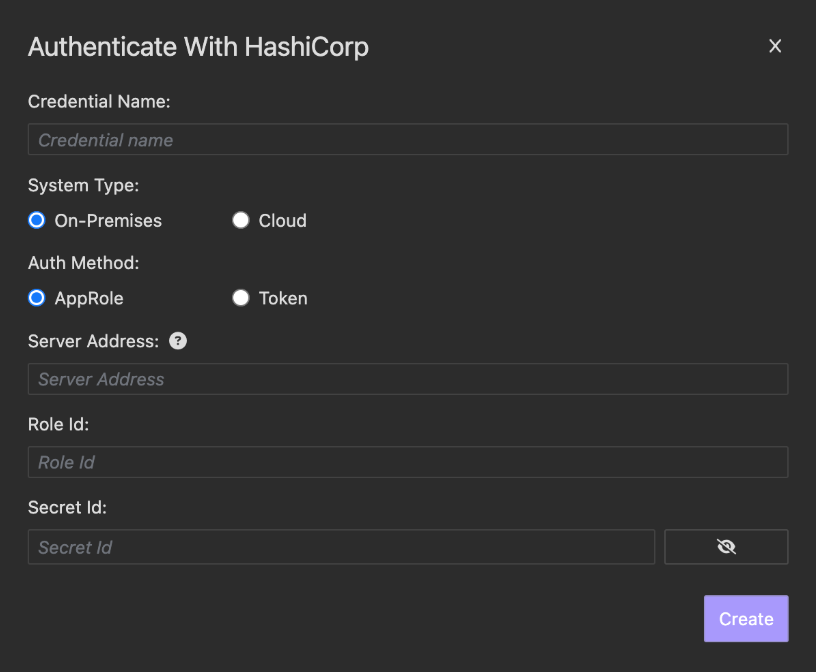 Authenticate With HashiCorp
Credential Name:
Credential name
System Type:
On-Premises Cloud
Auth Method:
AppRole Token
Server Address: ?
Server Address
Role Id:
Role Id
Secret Id:
Secret Id
Create